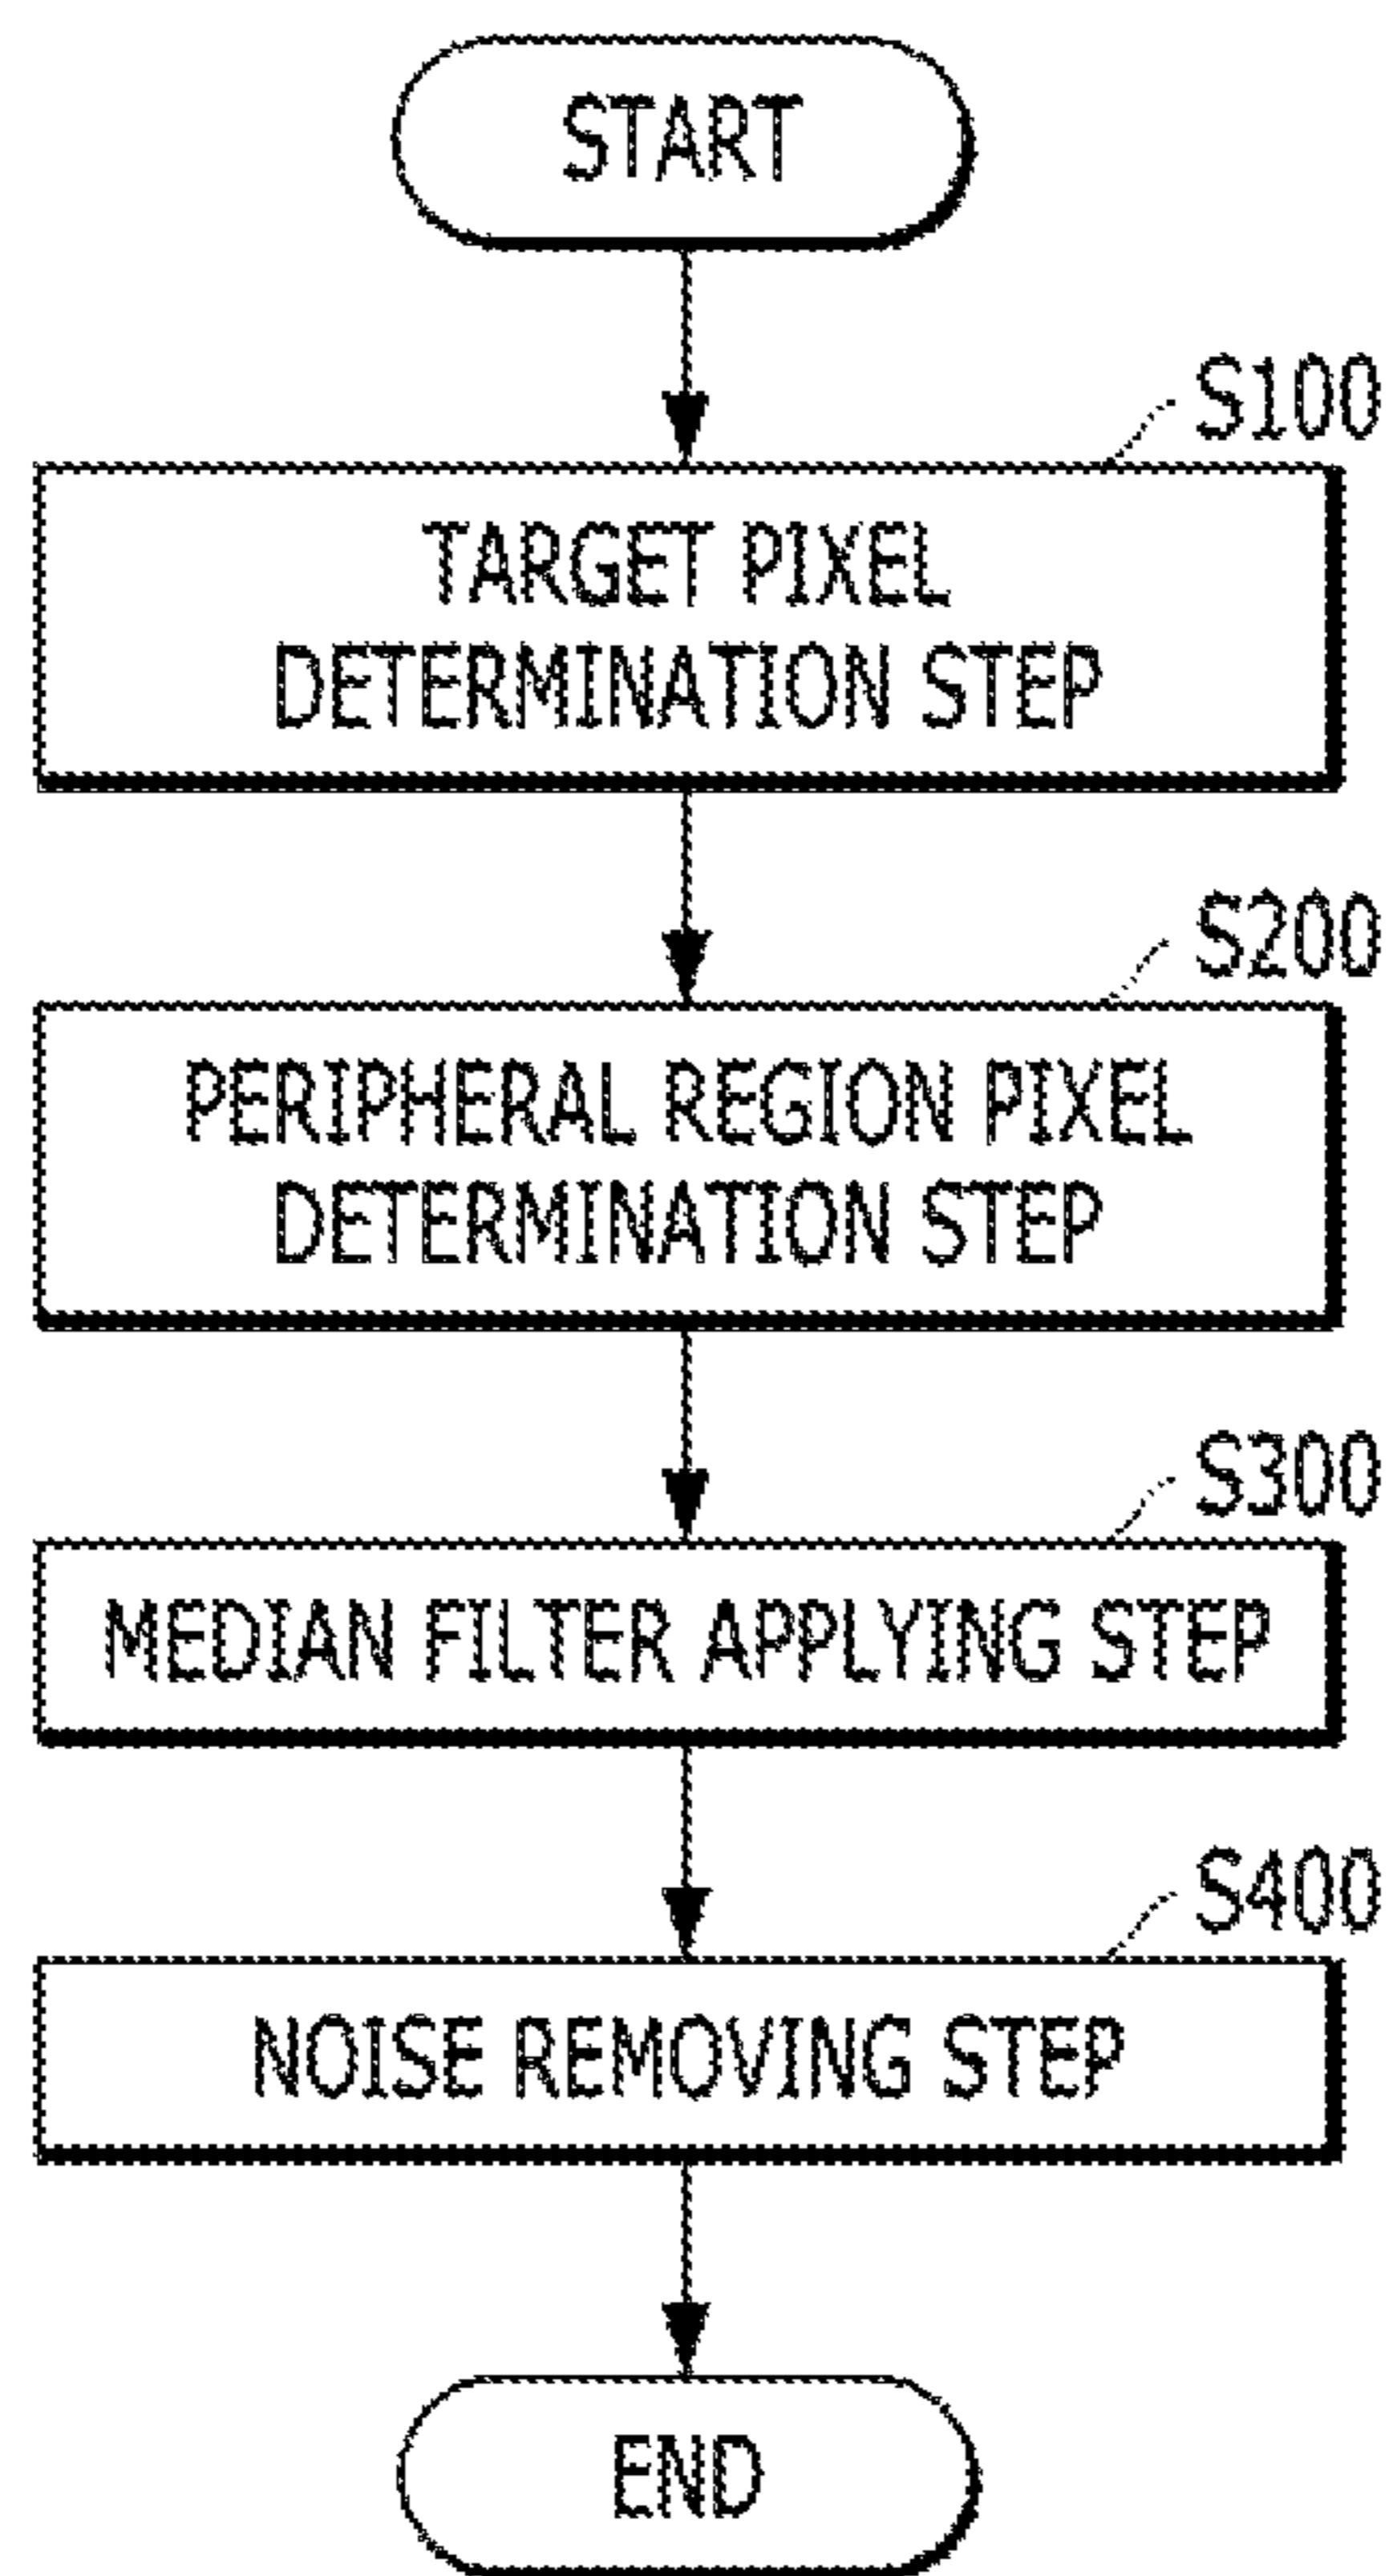 START
S100
TARGET PIXEL
DETERMINATION STEP
S200
PERIPHERAL REGION PIXEL
DETERMINATION STEP
S300
MEDIAN FILTER APPLYING STEP
S400
NOISE REMOVING STEP
END